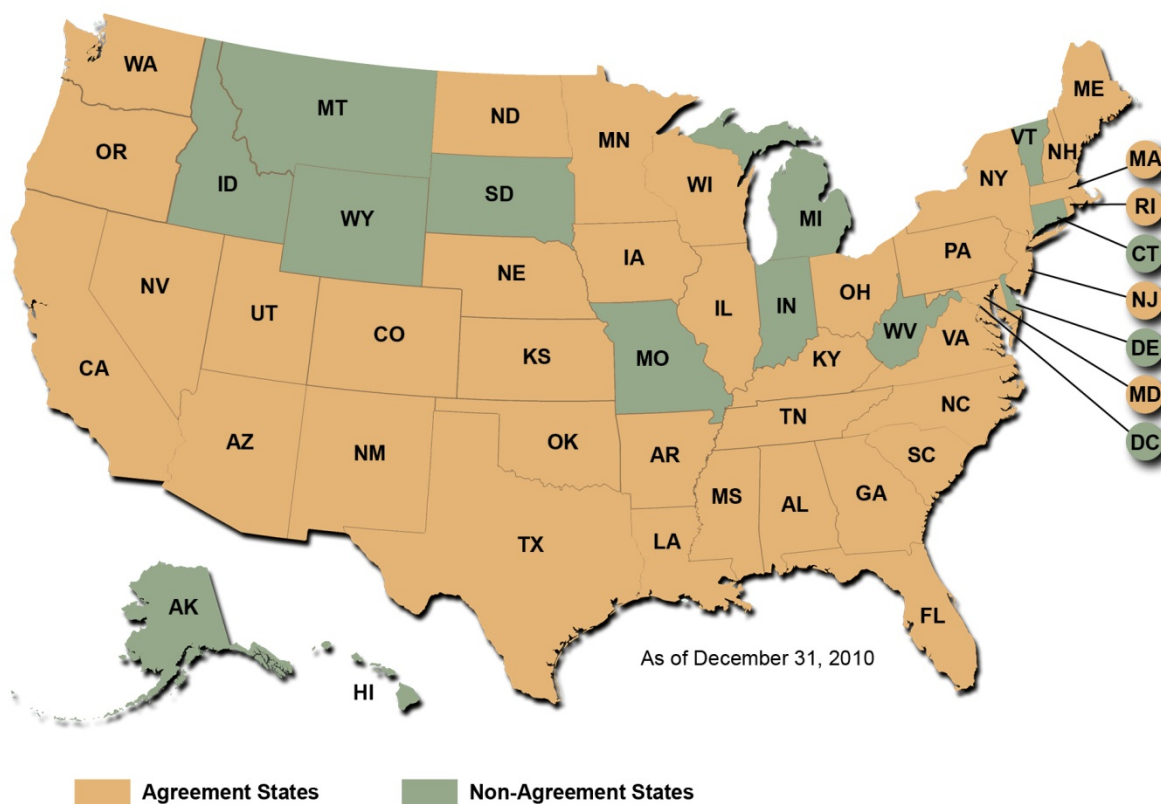 WA
MT
ND
MN
ME
VT
NH
MA
OR
ID
SD
WI
NY
RI
WY
MI
CT
NV
NE
IA
PA
NJ
UT
CO
IL
IN
OH
DE
CA
KS
MO
WV
VA
KY
MD
AZ
NM
OK
AR
TN
NC
DC
SC
MS
AL
GA
TX
LA
AK
FL
HI
As of December 31, 2010
Agreement States
Non-Agreement States